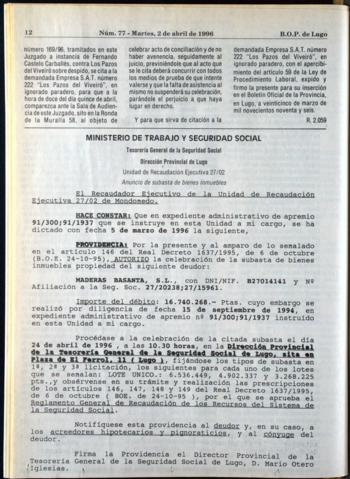 12
Núm. 77 - Martes, 2 de abril de 1996
B.O.P. de Lugo
número 169/96, tramitados en este
Juzgado a instancia de Fernando
Castelo Carballés, contra Los Pazos
del Viveiró sobre despido, se cita a la
demandada Empresa S.A.T. número
222 "Los Pazos del Viveiró", en
ignorado paradero, para que a la
hora de doce del día quince de abril,
comparezca ante la Sala de Audien-
cia de este Juzgado, sito en la Ronda
de la Muralla 58, al objeto de
celebrar acto de conciliación y de no
haber avenencia, seguidamente al
juicio, previniéndole que al acto que
se le cita deberá concurrir con todos
los medios de prueba de que intente
valerse y que la falta de asistencia al
mismo no suspenderá su celebración,
parándole el perjuicio a que haya
lugar en derecho.
Y para que sirva de citación a la
demandada Empresa S.A.T. número
222 "Los Pazos del Viveiró", en
ignorado paradero, con el apercibi-
miento del artículo 59 de la Ley de
Procedimiento Laboral, expido y
firmo la presente para su inserción
en el Boletín Oficial de la Provincia,
en Lugo, a veinticinco de marzo de
mil novecientos noventa y seis.
R. 2.059
MINISTERIO DE TRABAJO Y SEGURIDAD SOCIAL
Tesorería General de la Seguridad Social
Dirección Provincial de Lugo
Unidad de Recaudación Ejecutiva 27/02
Anuncio de subasta de bienes inmuebles
El Recaudador Ejecutivo de la Unidad de Recaudación
Ejecutiva 27/02 de Mondoñedo.
HACE CONSTAR: Que en expediente administrativo de apremio
91/300;91/1937 que se instruye en esta Unidad a mi cargo, se ha
dictado con fecha 5 de marzo de 1996 la siguiente,
PROVIDENCIA: Por la presente y al amparo de lo señalado
en el artículo 146 del Real Decreto 1637/1995, de 6 de octubre
(B.O.E. 24-10-95), AUTORIZO la celebración de la subasta de bienes
inmuebles propiedad del siguiente deudor:
MADERAS BASANTA, S.L., con DNI/NIF. B27014141 y Nº
Afiliación a la Seg. Soc. 27/20238;27/15961.
Importe del débito: 16.740.268.- Ptas. cuyo embargo se
realizó por diligencia de fecha 15 de septiembre de 1994, en
expediente administrativo de apremio nº 91/300;91/1937 instruido
en esta Unidad a mi cargo.
Procédase a la celebración de la citada subasta el día
24 de abril de 1996 , a las 10.30 horas, en la Dirección Provincial
de la Tesorería General de la Seguridad Social de Lugo, sita en
Plaza de El Ferrol, 11 ( Lugo ), fijándose los tipos de subasta en
1ª, 2ª y 3ª licitación, los siguientes para cada uno de los lotes
que se señalan: LOTE UNICO.: 6.536.449, 4.902.337 y 3.268.225
pts.,y obsérvense en su trámite y realización las prescripciones
de los artículos 146, 147, 148 y 149 del Real Decreto 1637/1995,
de 6 de octubre ( BOE. de 24-10-95 ), por el que se aprueba el
Reglamento General de Recaudación de los Recursos del Sistema de
la Seguridad Social.
Notifíquese esta providencia al deudor y, en su caso, a
los acreedores hipotecarios y pignoraticios, y al cónyuge del
deudor.
Firma la Providencia el Director Provincial de la
Tesorería General de la Seguridad Social de Lugo, D. Mario Otero
Iglesias.